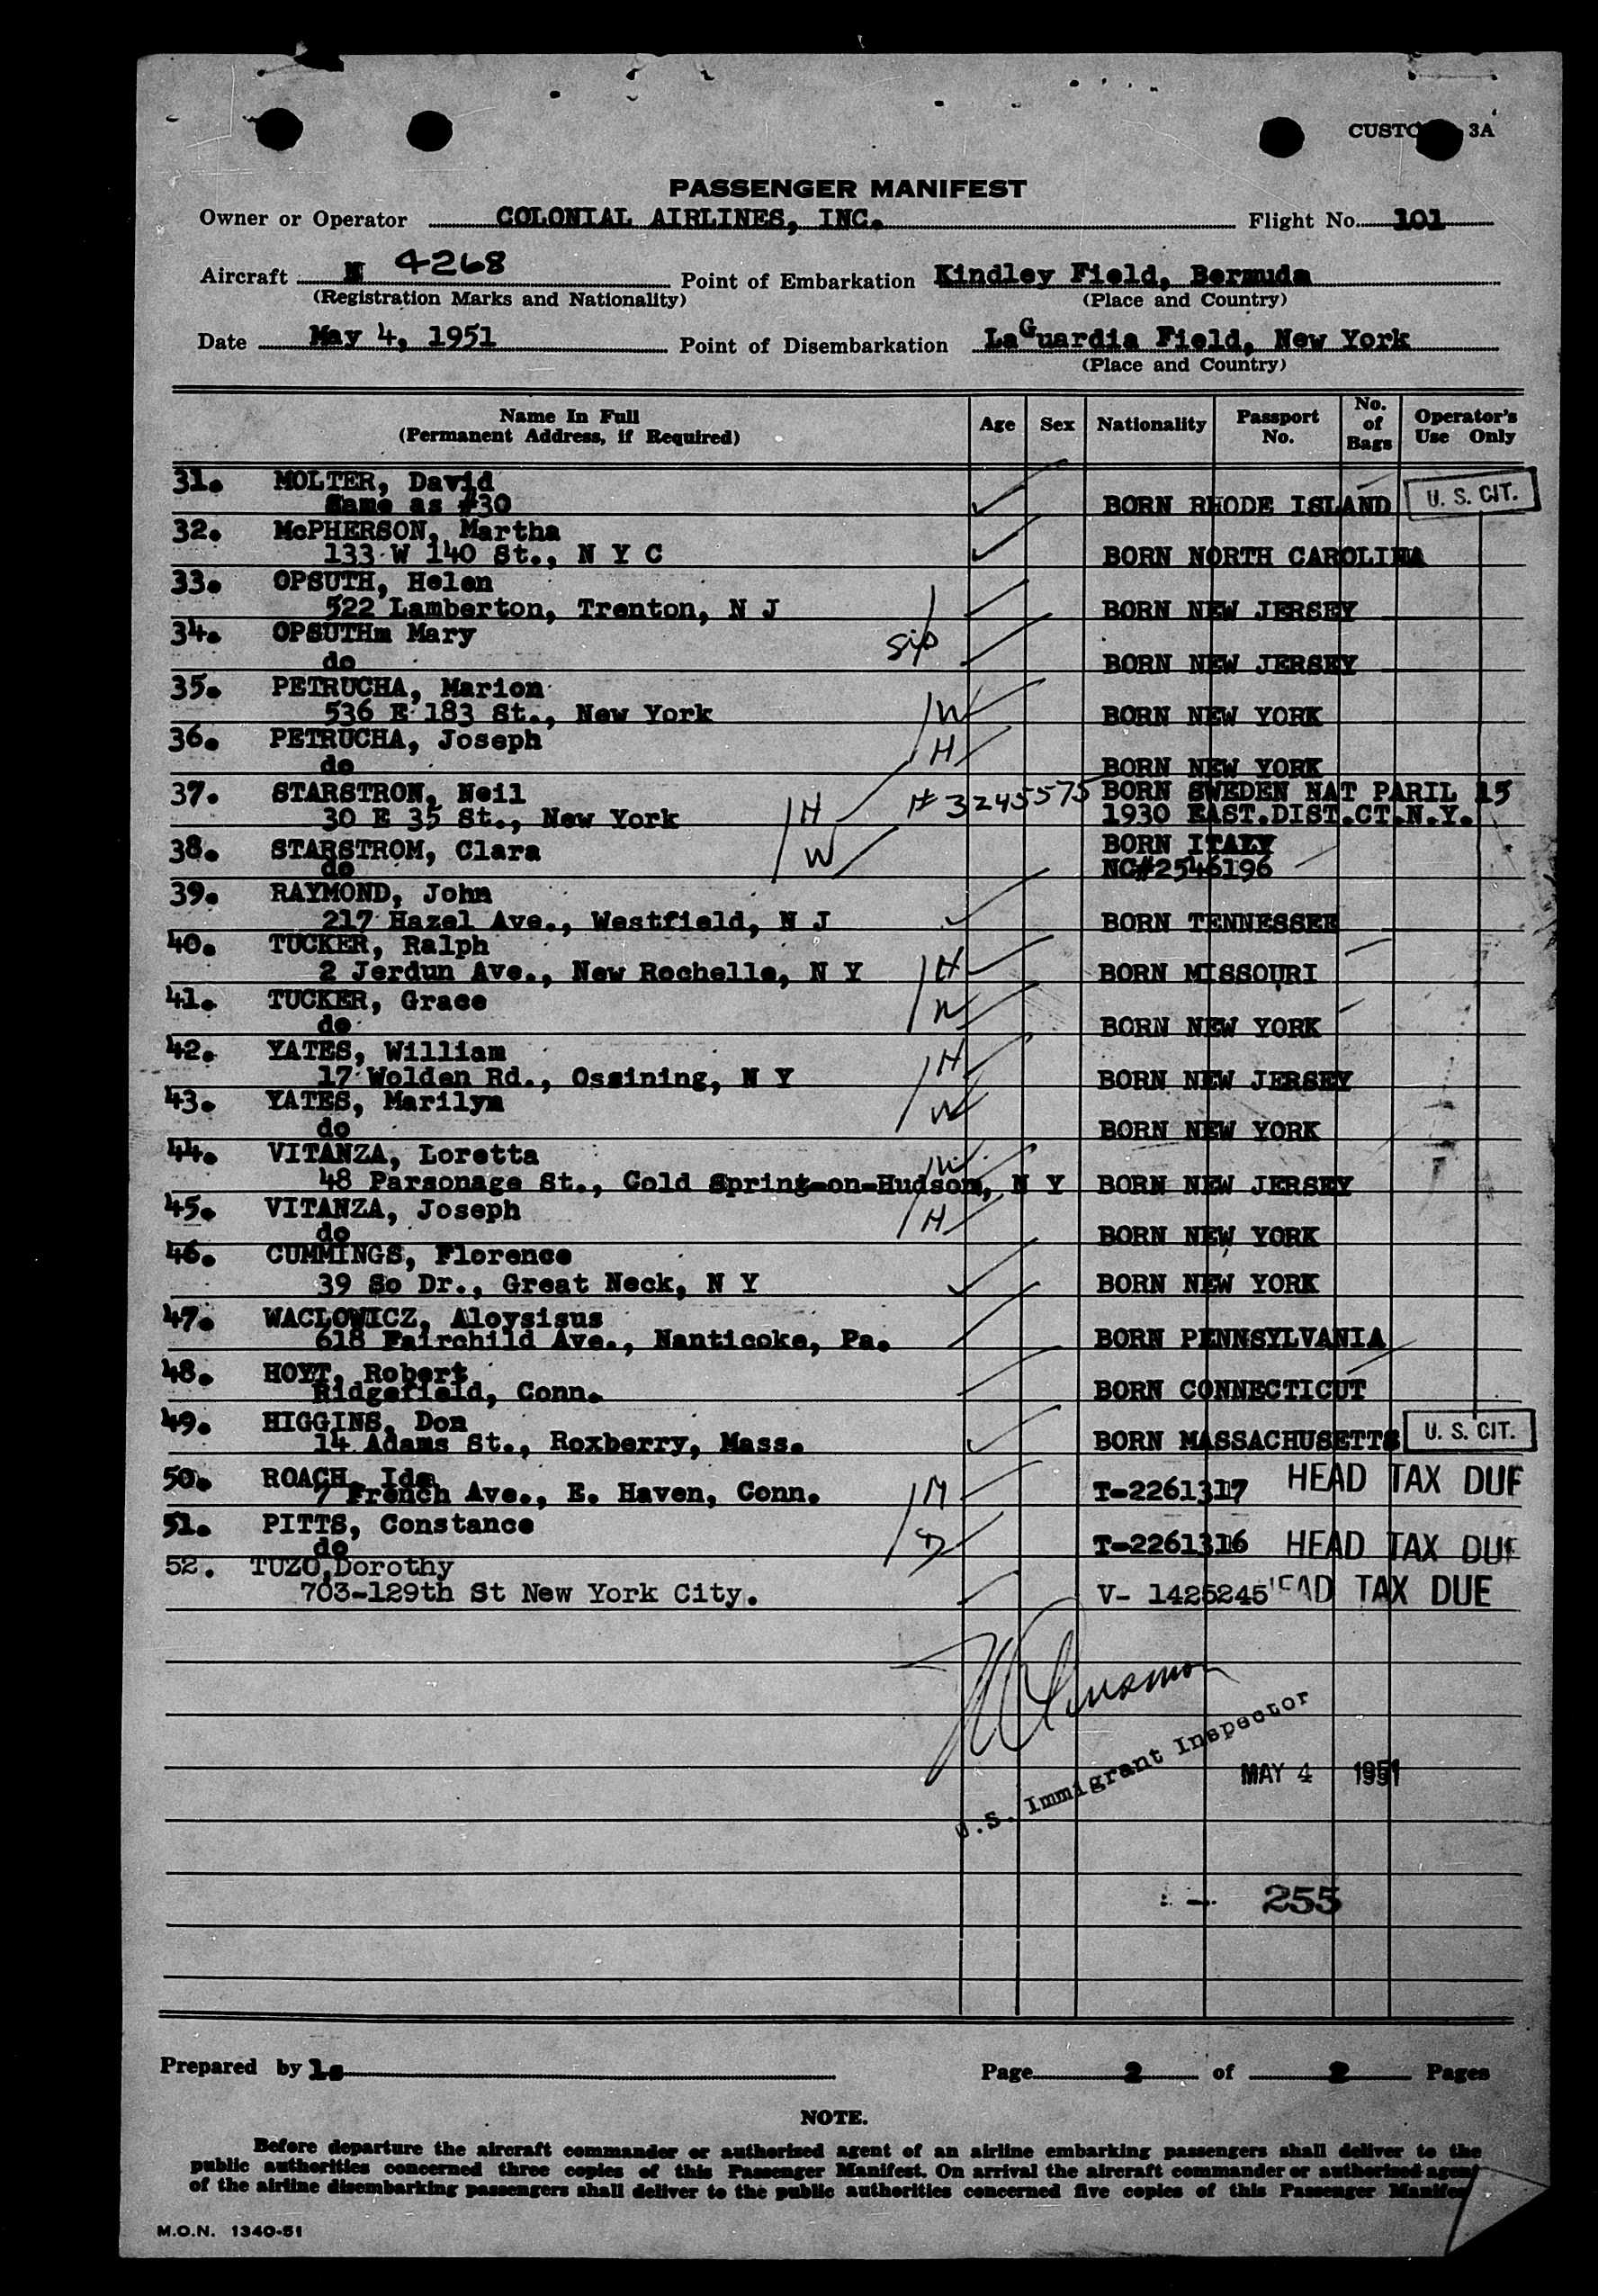 CUSTO 3A
PASSENGER MANIFEST
Owner or Operator COLONIAL AIRLINES, INC. Flight No. 101
Aircraft N 4268 Point of Embarkation Kindley Field, Bermuda
(Registration Marks and Nationality) (Place and Country)
Date May 4, 1951 Point of Disembarkation LaGuardia Field, New York
(Place and Country)
Name In Full (Permanent Address, if Required) Age Sex Nationality Passport No. No. of Bags Operator's Use Only
31. MOLTER, David
Same as #30 BORN RHODE ISLAND U. S. CIT.
32. McPHERSON, Martha
133 W 140 St., N Y C BORN NORTH CAROLINA
33. OPSUTH, Helen
522 Lamberton, Trenton, N J BORN NEW JERSEY
34. OPSUTHm Mary sis
do BORN NEW JERSEY
35. PETRUCHA, Marion
536 E 183 St., New York W BORN NEW YORK
36. PETRUCHA, Joseph H
do BORN NEW YORK
37. STARSTRON, Neil H # 3245575 BORN SWEDEN NAT PARIL 15
30 E 35 St., New York 1930 EAST.DIST.CT.N.Y.
38. STARSTROM, Clara W BORN ITALY
do NC#2546196
39. RAYMOND, John
217 Hazel Ave., Westfield, N J BORN TENNESSEE
40. TUCKER, Ralph
2 Jerdun Ave., New Rochelle, N Y H BORN MISSOURI
41. TUCKER, Grace W
do BORN NEW YORK
42. YATES, William H
17 Wolden Rd., Ossining, N Y BORN NEW JERSEY
43. YATES, Marilyn W
do BORN NEW YORK
44. VITANZA, Loretta W
48 Parsonage St., Cold Spring-on-Hudson, N Y BORN NEW JERSEY
45. VITANZA, Joseph H
do BORN NEW YORK
46. CUMMINGS, Florence
39 So Dr., Great Neck, N Y BORN NEW YORK
47. WACLOWICZ, Aloysisus
618 Fairchild Ave., Nanticoke, Pa. BORN PENNSYLVANIA
48. HOYT, Robert
Ridgefield, Conn. BORN CONNECTICUT
49. HIGGINS, Don
14 Adams St., Roxberry, Mass. BORN MASSACHUSETTS U. S. CIT.
50. ROACH, Ida M
7 French Ave., E. Haven, Conn. T-2261317 HEAD TAX DUE
51. PITTS, Constance D
do T-2261316 HEAD TAX DUE
52. TUZO,Dorothy
703-129th St New York City. V- 1425245 HEAD TAX DUE
U.S. Immigrant Inspector
MAY 4 1951
255
Prepared by ls Page 2 of 2 Pages
NOTE.
Before departure the aircraft commander or authorised agent of an airline embarking passengers shall deliver to the
public authorities concerned three copies of this Passenger Manifest. On arrival the aircraft commander or authorised agent
of the airline disembarking passengers shall deliver to the public authorities concerned five copies of this Passenger Manifes
M.O.N. 1340-51